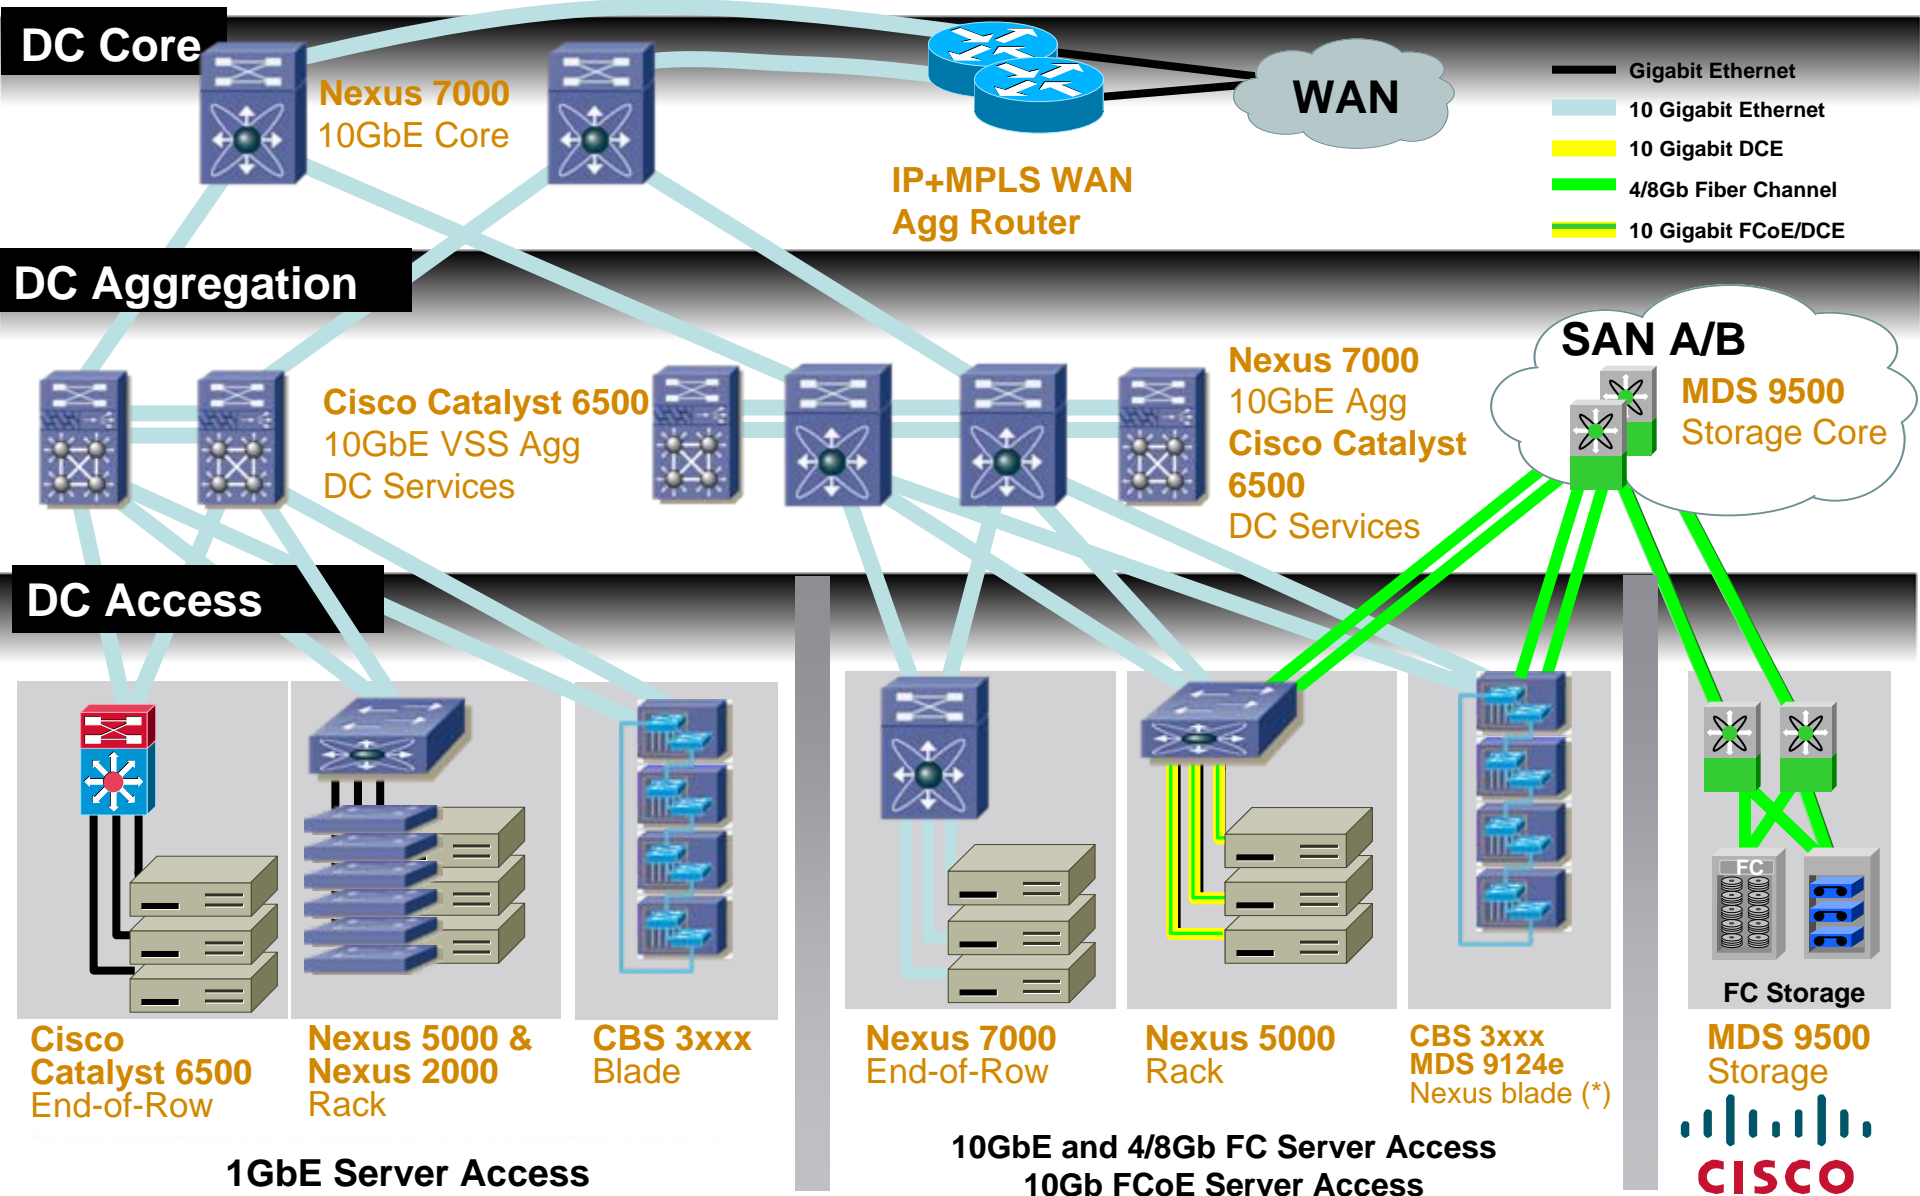 DC Core
Nexus 7000
10GbE Core
IP+MPLS WAN
Agg Router
WAN
Gigabit Ethernet
10 Gigabit Ethernet
10 Gigabit DCE
4/8Gb Fiber Channel
10 Gigabit FCoE/DCE
DC Aggregation
Cisco Catalyst 6500
10GbE VSS Agg
DC Services
Nexus 7000
10GbE Agg
Cisco Catalyst
6500
DC Services
SAN A/B
MDS 9500
Storage Core
DC Access
FC
FC Storage
Cisco
Catalyst 6500
End-of-Row
Nexus 5000 &
Nexus 2000
Rack
CBS 3xxx
Blade
Nexus 7000
End-of-Row
Nexus 5000
Rack
CBS 3xxx
MDS 9124e
Nexus blade (*)
MDS 9500
Storage
1GbE Server Access
10GbE and 4/8Gb FC Server Access
10Gb FCoE Server Access
CISCO